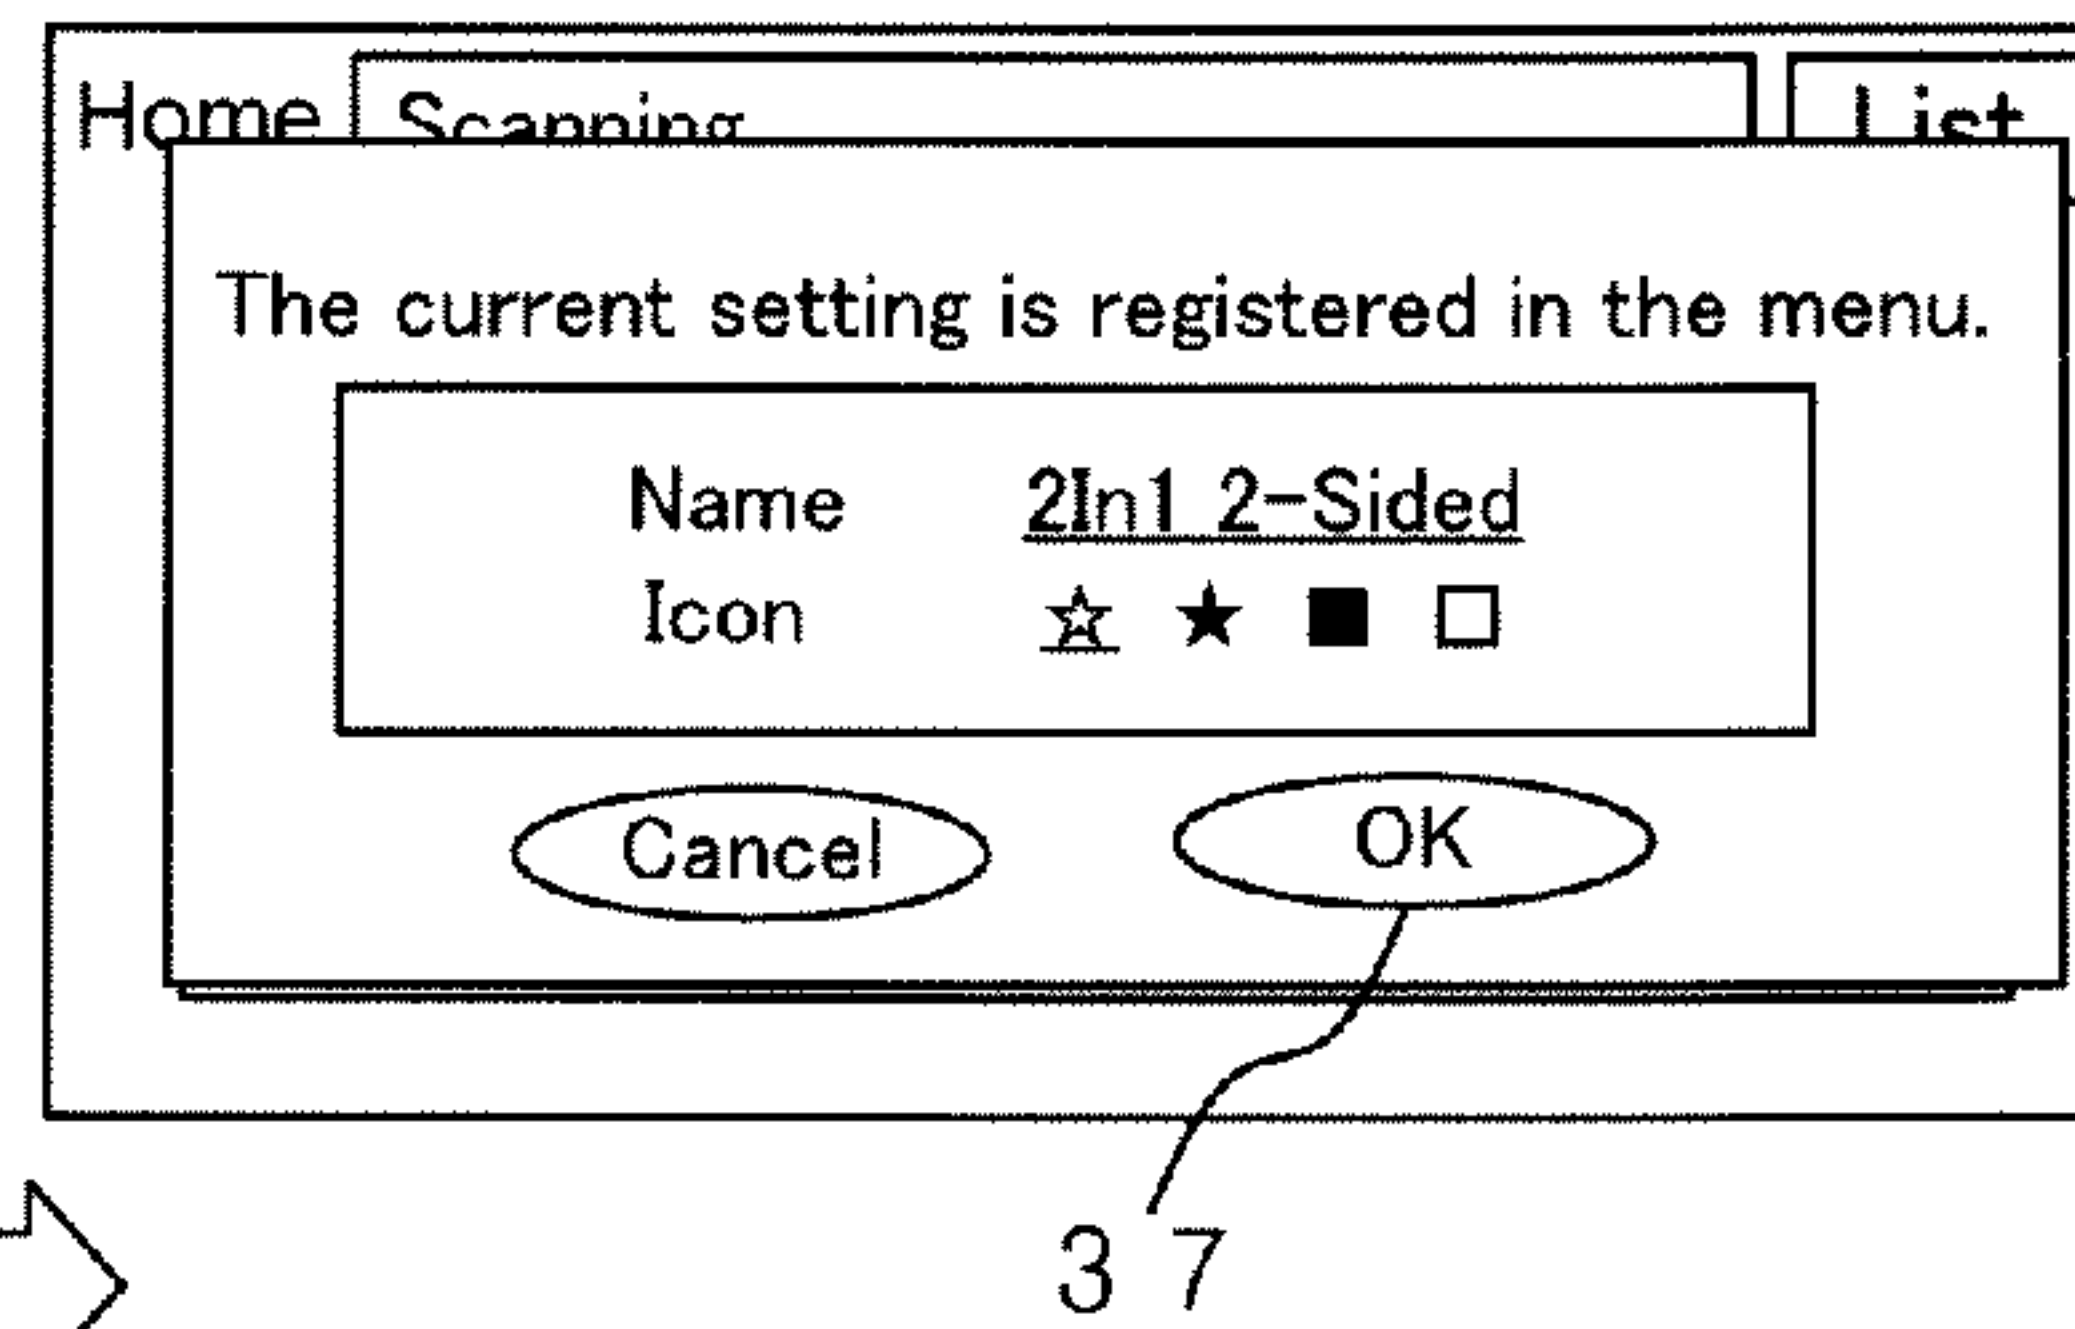 Home Scanning List
The current setting is registered in the menu.
Name 2In1 2-Sided
Icon ☆ ★ ■ □
Cancel OK
37